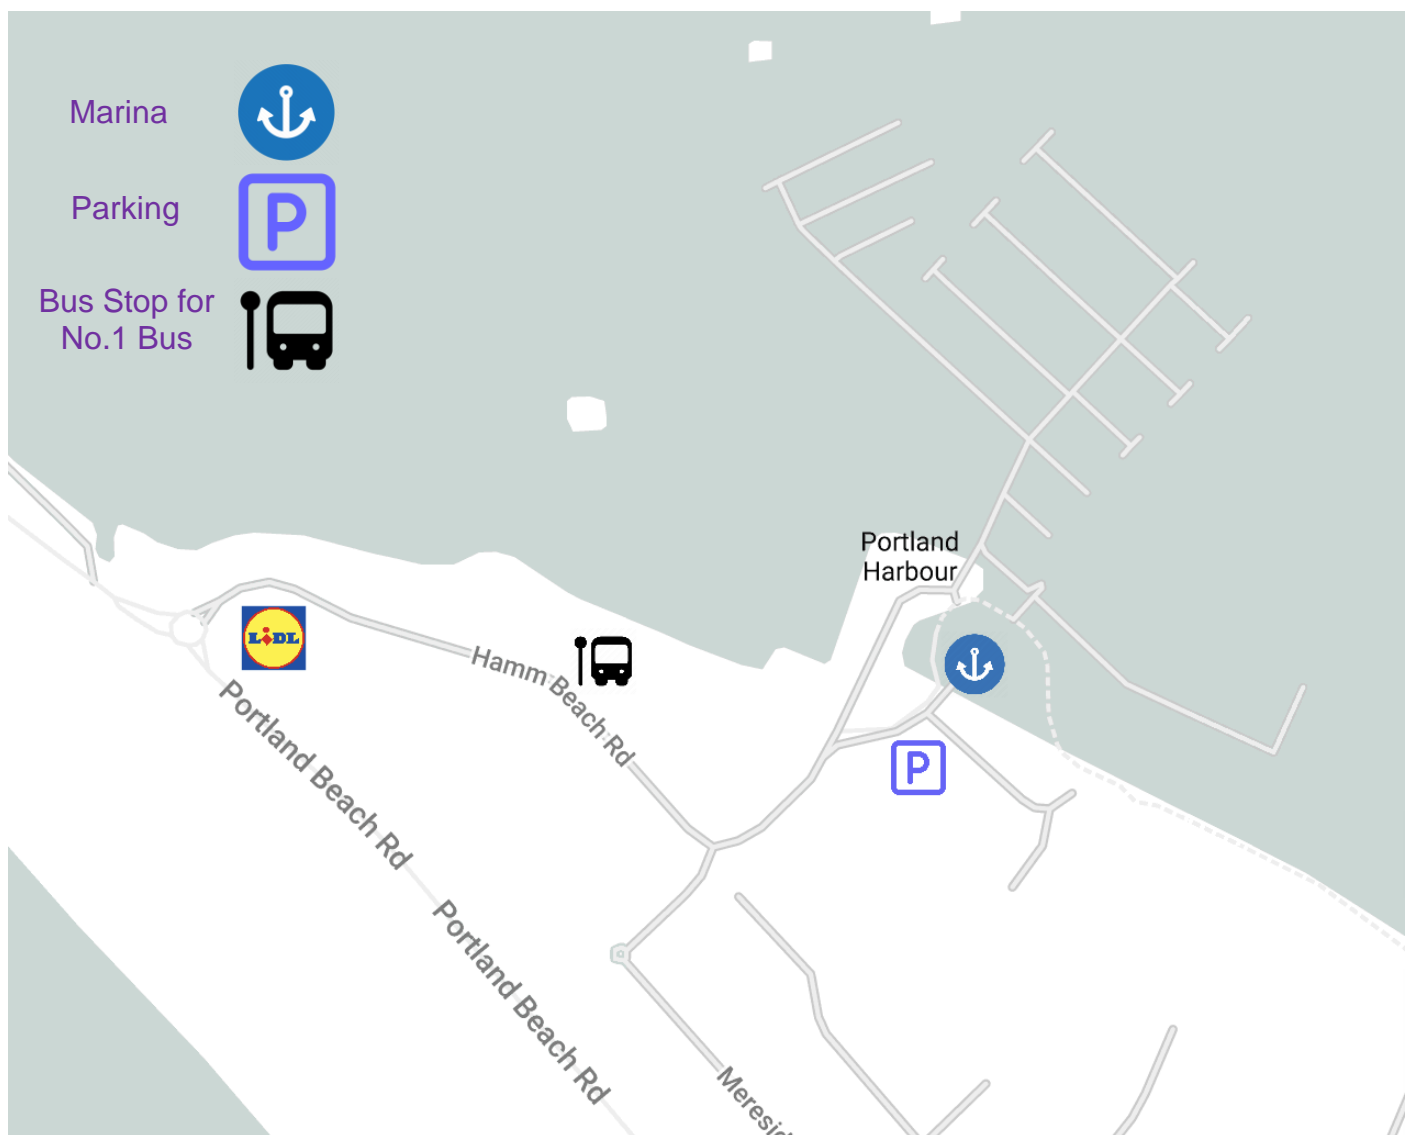 Marina
Parking
P
Bus Stop for
No.1 Bus
Portland
Harbour
LiDL
Hamm Beach Rd
P
Portland Beach Rd
Portland Beach Rd
Meresid